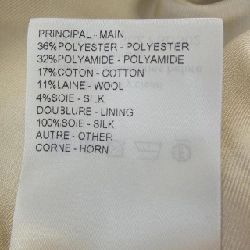 PRINCIPAL - MAIN
36%POLYESTER - POLYESTER
32%POLYAMIDE - POLYAMIDE
17%COTON - COTTON
11%LAINE - WOOL
4%SOIE - SILK
DOUBLURE - LINING
100%SOIE - SILK
AUTRE - OTHER
CORNE - HORN